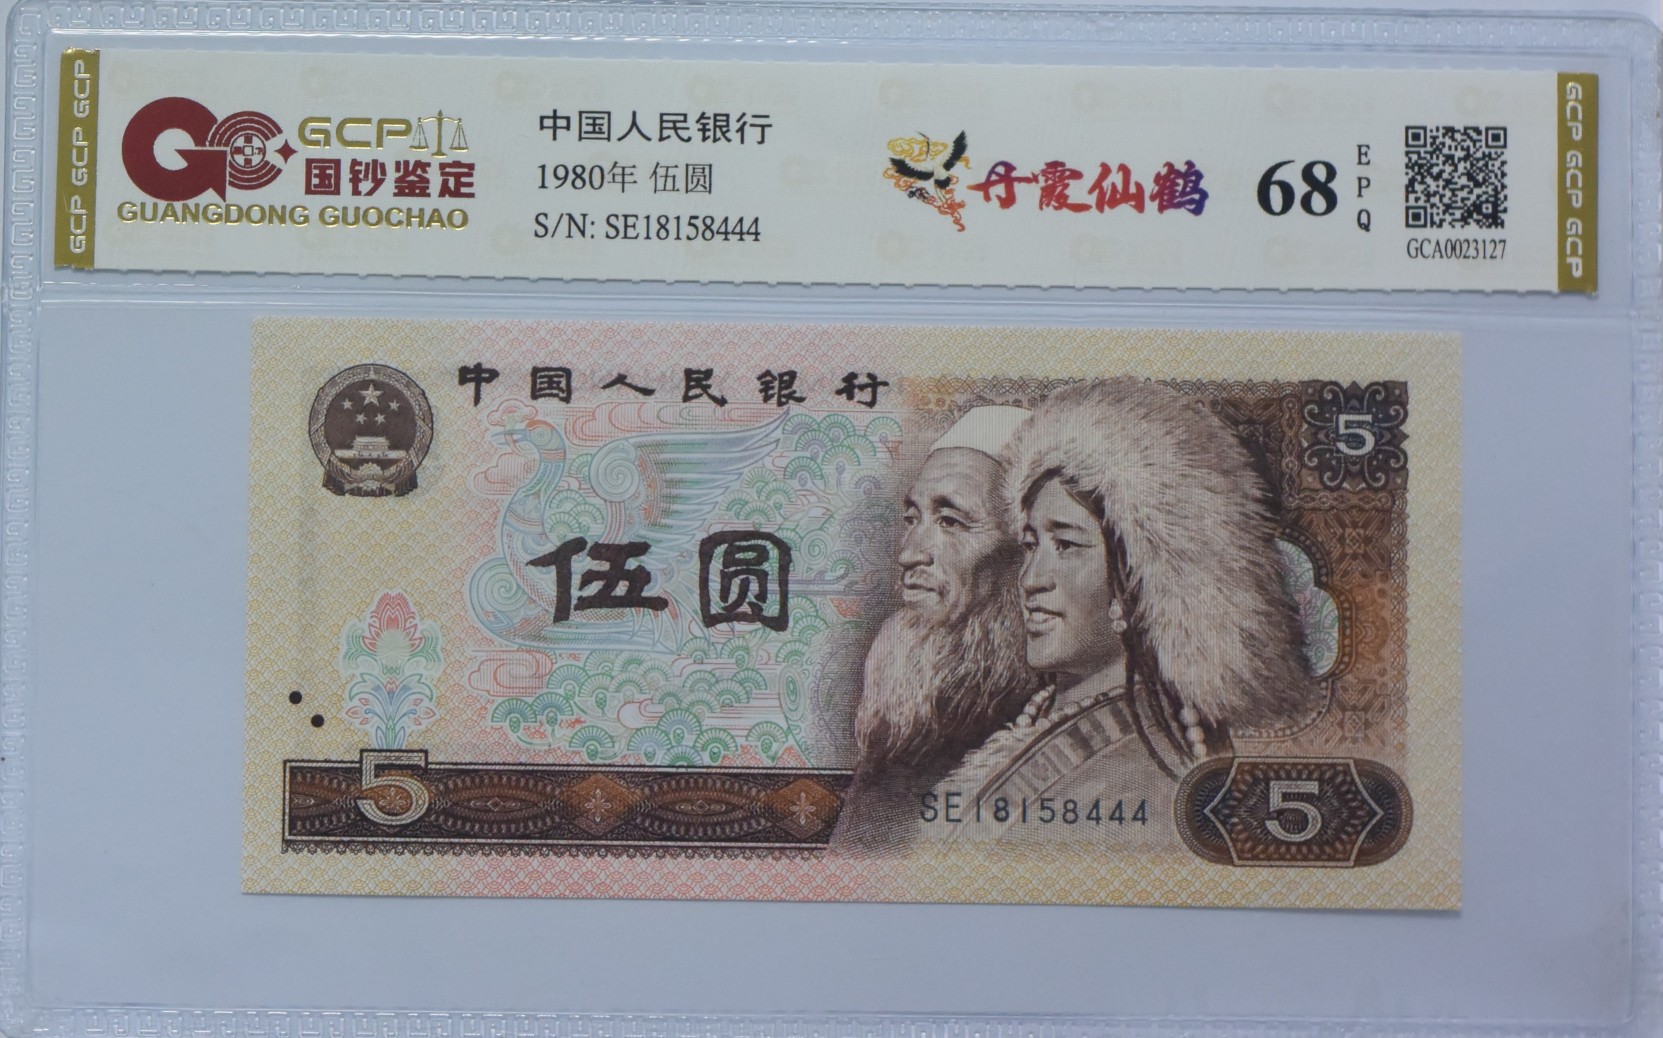 GCP GCP GCP
GCP
国钞鉴定
GUANGDONG GUOCHAO
中国人民银行
1980年 伍圆
S/N: SE18158444
丹霞仙鹤
68
EPQ
GCA0023127
GCP GCP GCP GCP
中国人民银行
5
伍圆
5
SE18158444
5